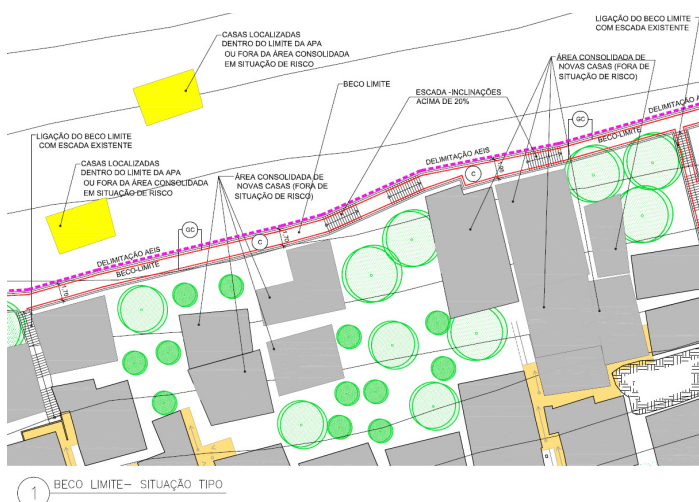 LIGAÇÃO DO BECO LIMITE
COM ESCADA EXISTENTE
CASAS LOCALIZADAS
DENTRO DO LIMITE DA APA
OU FORA DA ÁREA CONSOLIDADA
EM SITUAÇÃO DE RISCO
ÁREA CONSOLIDADA DE
NOVAS CASAS (FORA DE
SITUAÇÃO DE RISCO)
BECO LIMITE
ESCADA -INCLINAÇÕES
ACIMA DE 20%
DELIMITAÇÃO AEIS
GC
BECO-LIMITE
DELIMITAÇÃO AEIS
C
LIGAÇÃO DO BECO LIMITE
COM ESCADA EXISTENTE
CASAS LOCALIZADAS
DENTRO DO LIMITE DA APA
OU FORA DA ÁREA CONSOLIDADA
EM SITUAÇÃO DE RISCO
ÁREA CONSOLIDADA DE
NOVAS CASAS (FORA DE
SITUAÇÃO DE RISCO)
GC
DELIMITAÇÃO AEIS
C
1,70
BECO-LIMITE
1,70
1 BECO LIMITE– SITUAÇÃO TIPO